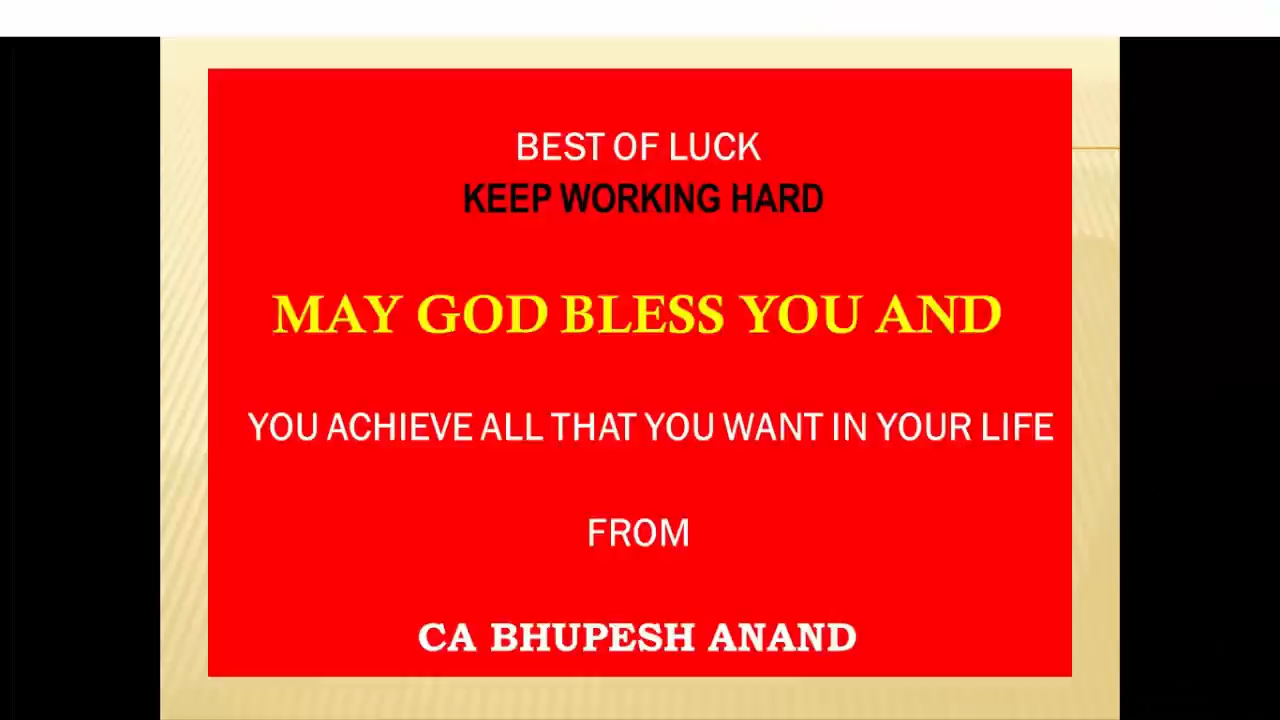 BEST OF LUCK
KEEP WORKING HARD
MAY GOD BLESS YOU AND
YOU ACHIEVE ALL THAT YOU WANT IN YOUR LIFE
FROM
CA BHUPESH ANAND